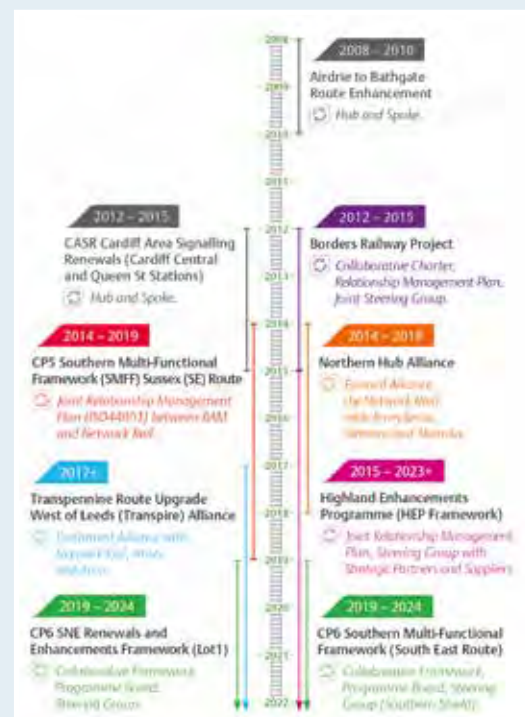 2008
2008 – 2010
Airdrie to Bathgate
Route Enhancement
Hub and Spoke.
2009
2010
2011
2012 – 2015
CASR Cardiff Area Signalling
Renewals (Cardiff Central
and Queen St Stations)
Hub and Spoke.
2012
2012 – 2015
Borders Railway Project
Collaborative Charter,
Relationship Management Plan,
Joint Steering Group.
2013
2014 – 2019
CP5 Southern Multi-Functional
Framework (SMFF) Sussex (SE) Route
Joint Relationship Management
Plan (ISO44001) between BAM
and Network Rail.
2014
2014 – 2018
Northern Hub Alliance
Formed Alliance
2015
2016
2017+
Transpennine Route Upgrade
West of Leeds (Transpire) Alliance
2017
2015 – 2023+
Highland Enhancements
Programme (HEP Framework)
Joint Relationship Management
Plan, Steering Group with
Strategic Partners and Suppliers
2018
2019
2019 – 2024
CP6 SNE Renewals and
Enhancements Framework (Lot1)
Collaborative Framework,
Programme Board,
Steering Group.
2019 – 2024
CP6 Southern Multi-Functional
Framework (South East Route)
Collaborative Framework,
Programme Board, Steering
Group (Southern Shield)
2020
2021
2022